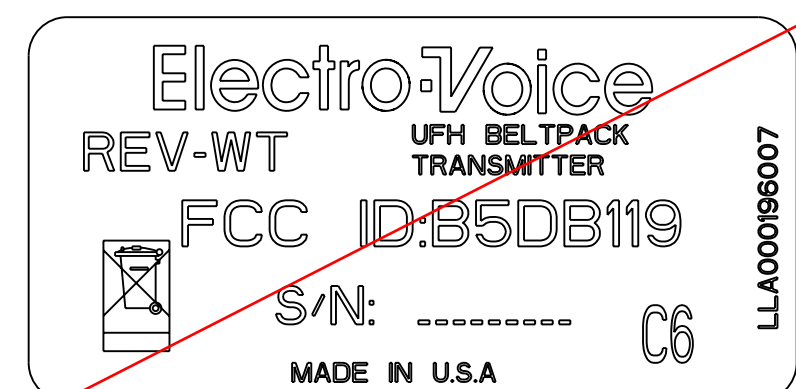 Electro-Voice
REV-WT
UFH BELTPACK
TRANSMITTER
FCC ID:B5DB119
S/N: ---------
C6
MADE IN U.S.A
LLA000196007